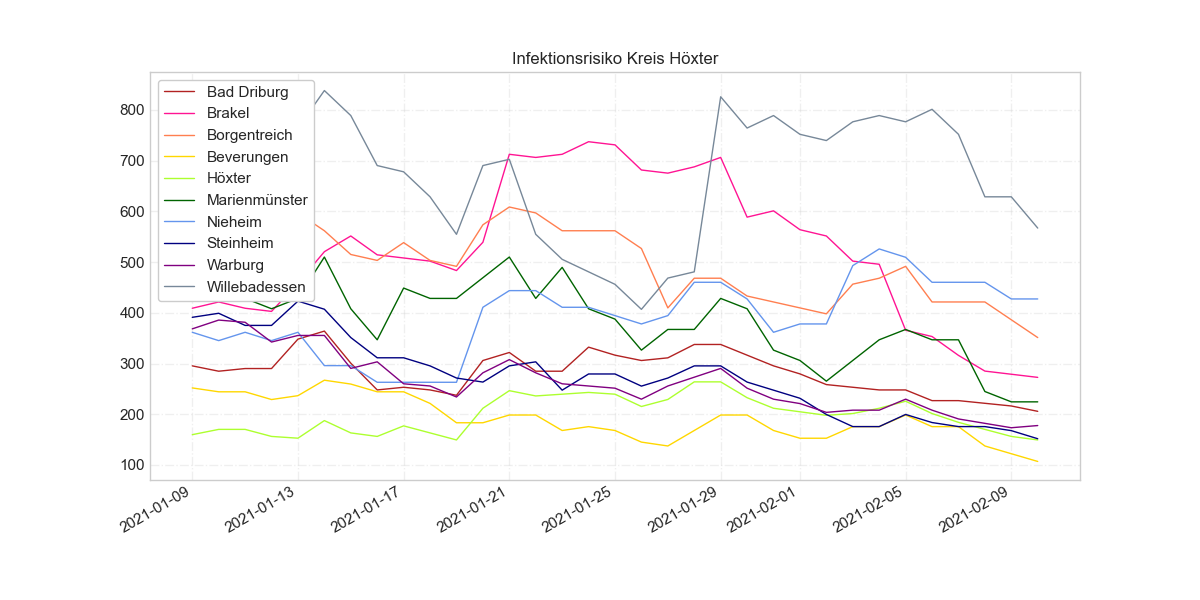 Infektionsrisiko Kreis Höxter
Bad Driburg
Brakel
Borgentreich
Beverungen
Höxter
Marienmünster
Nieheim
Steinheim
Warburg
Willebadessen
800
700
600
500
400
300
200
100
2021-01-09
2021-01-13
2021-01-17
2021-01-21
2021-01-25
2021-01-29
2021-02-01
2021-02-05
2021-02-09